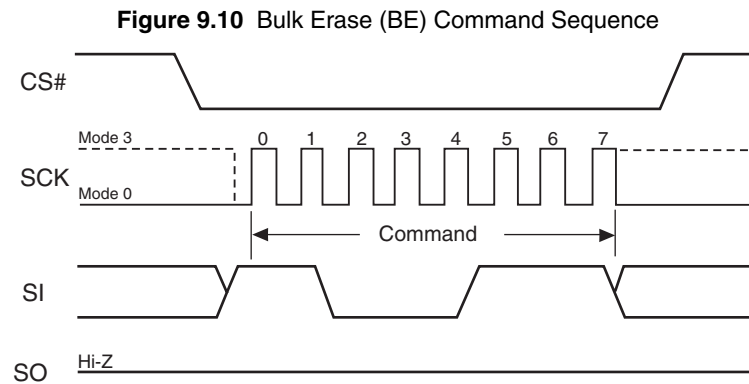 Figure 9.10 Bulk Erase (BE) Command Sequence
CS#
Mode 3
0 1 2 3 4 5 6 7
SCK
Mode 0
Command
SI
Hi-Z
SO